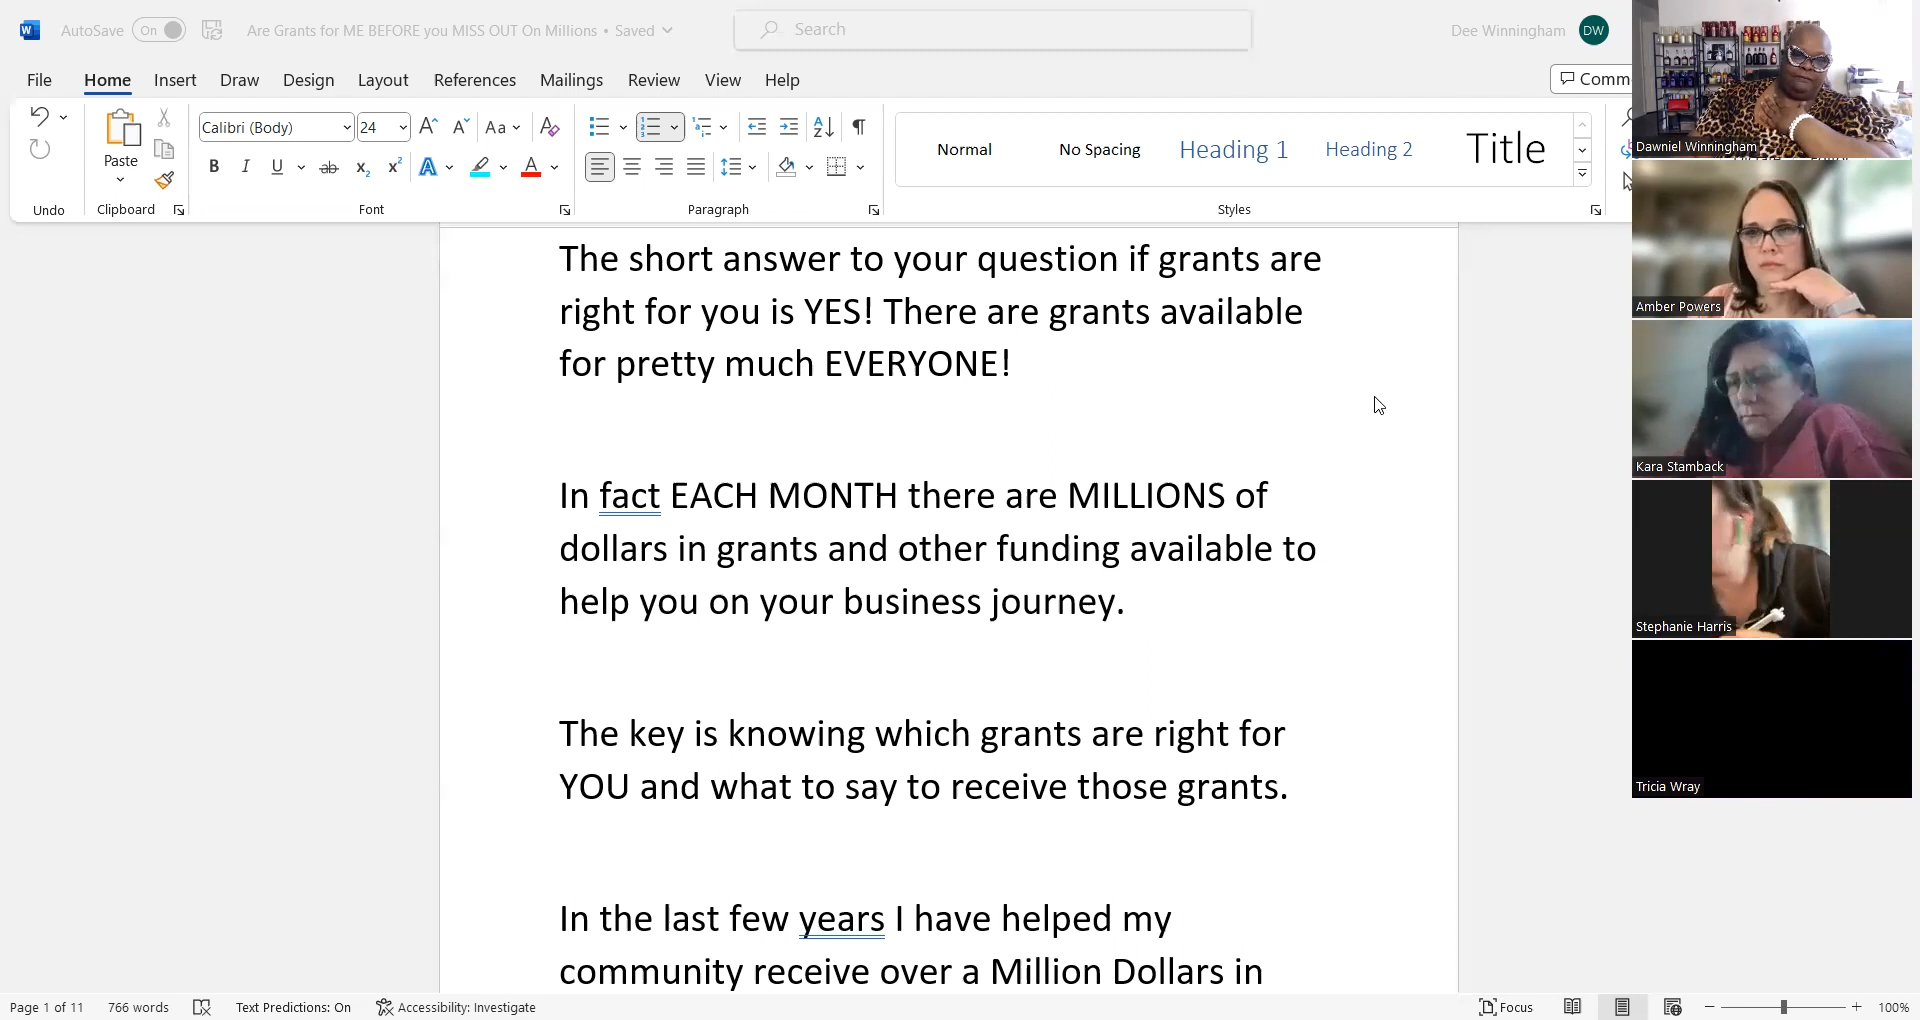 AutoSave On Are Grants for ME BEFORE you MISS OUT On Millions • Saved Search Dee Winningham DW
File Home Insert Draw Design Layout References Mailings Review View Help Comm
Calibri (Body) 24 Aa
Paste B I U ab x2 x2 A A
Normal No Spacing Heading 1 Heading 2 Title
Undo Clipboard Font Paragraph Styles
The short answer to your question if grants are
right for you is YES! There are grants available
for pretty much EVERYONE!
In fact EACH MONTH there are MILLIONS of
dollars in grants and other funding available to
help you on your business journey.
The key is knowing which grants are right for
YOU and what to say to receive those grants.
In the last few years I have helped my
community receive over a Million Dollars in
Dawniel Winningham
Amber Powers
Kara Stamback
Stephanie Harris
Tricia Wray
Page 1 of 11 766 words Text Predictions: On Accessibility: Investigate Focus 100%